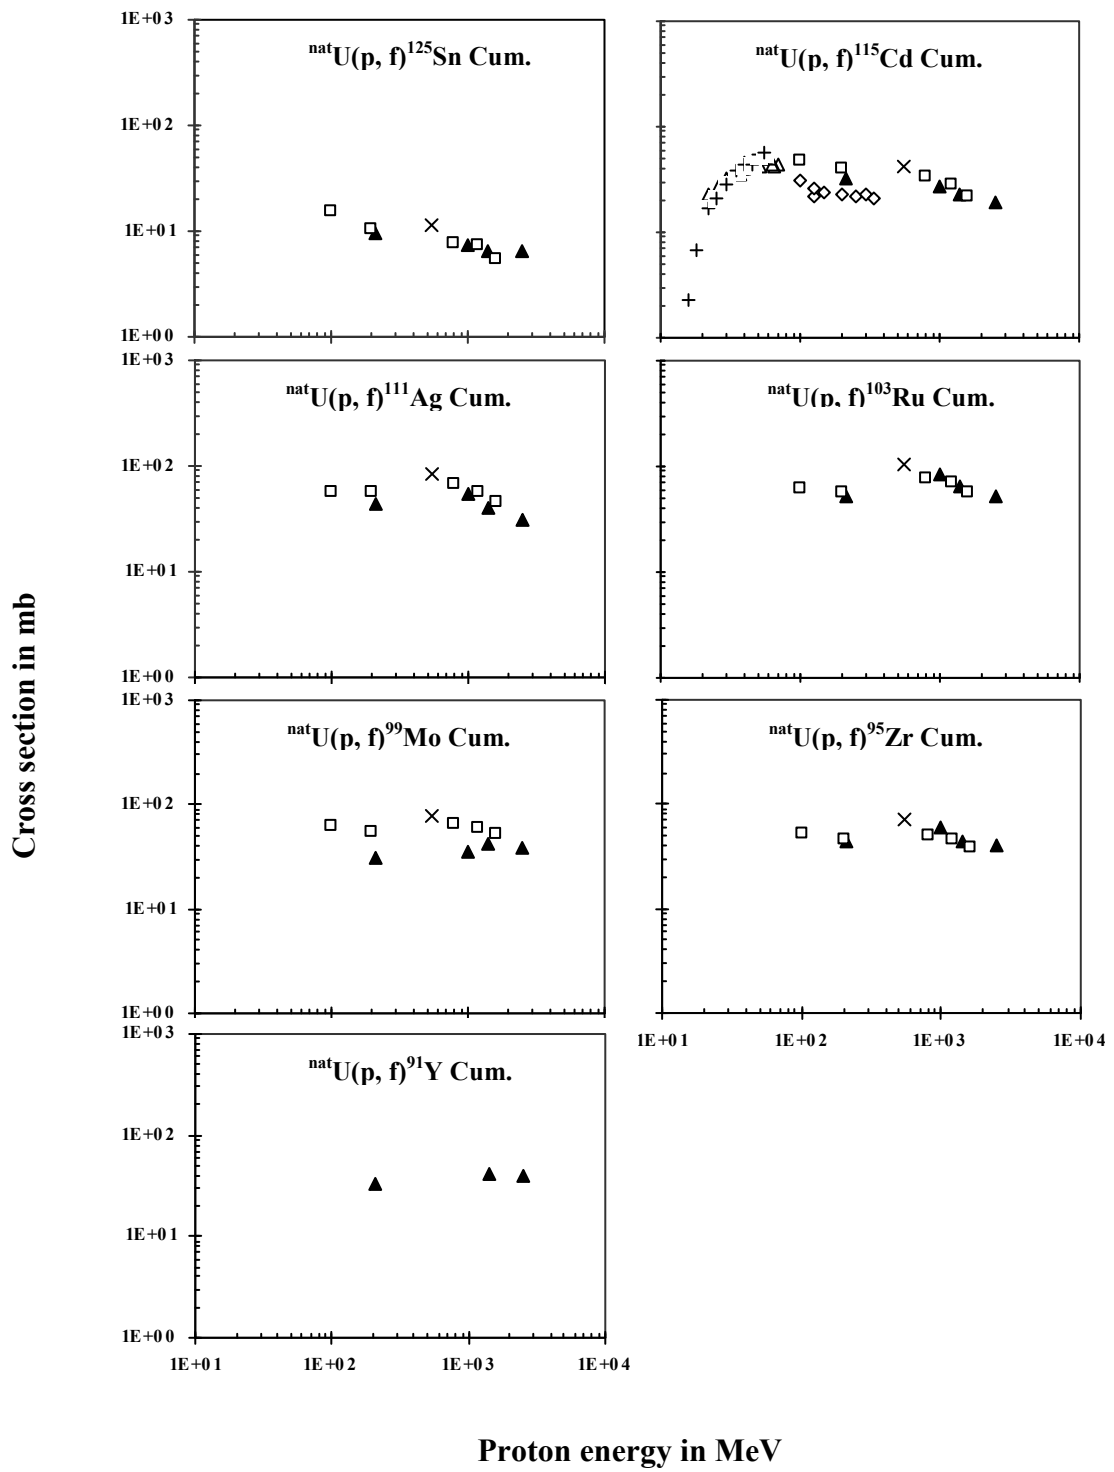 1E+03
natU(p, f)125Sn Cum.
1E+02
1E+01
1E+00
natU(p, f)115Cd Cum.
1E+03
natU(p, f)111Ag Cum.
1E+02
1E+01
1E+00
natU(p, f)103Ru Cum.
1E+03
natU(p, f)99Mo Cum.
1E+02
1E+01
1E+00
natU(p, f)95Zr Cum.
1E+01 1E+02 1E+03 1E+04
1E+03
natU(p, f)91Y Cum.
1E+02
1E+01
1E+00
1E+01 1E+02 1E+03 1E+04
Cross section in mb
Proton energy in MeV